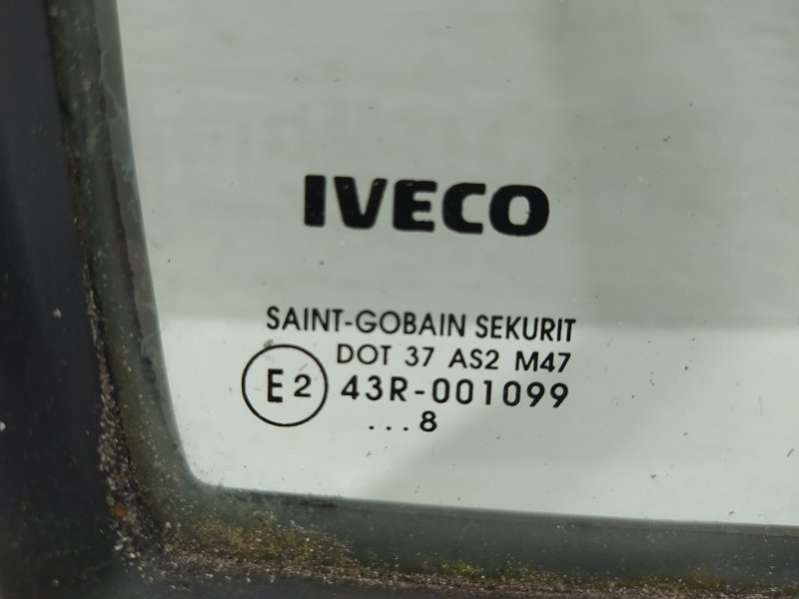 IVECO
SAINT-GOBAIN SEKURIT
DOT 37 AS2 M47
E2 43R-001099
...8